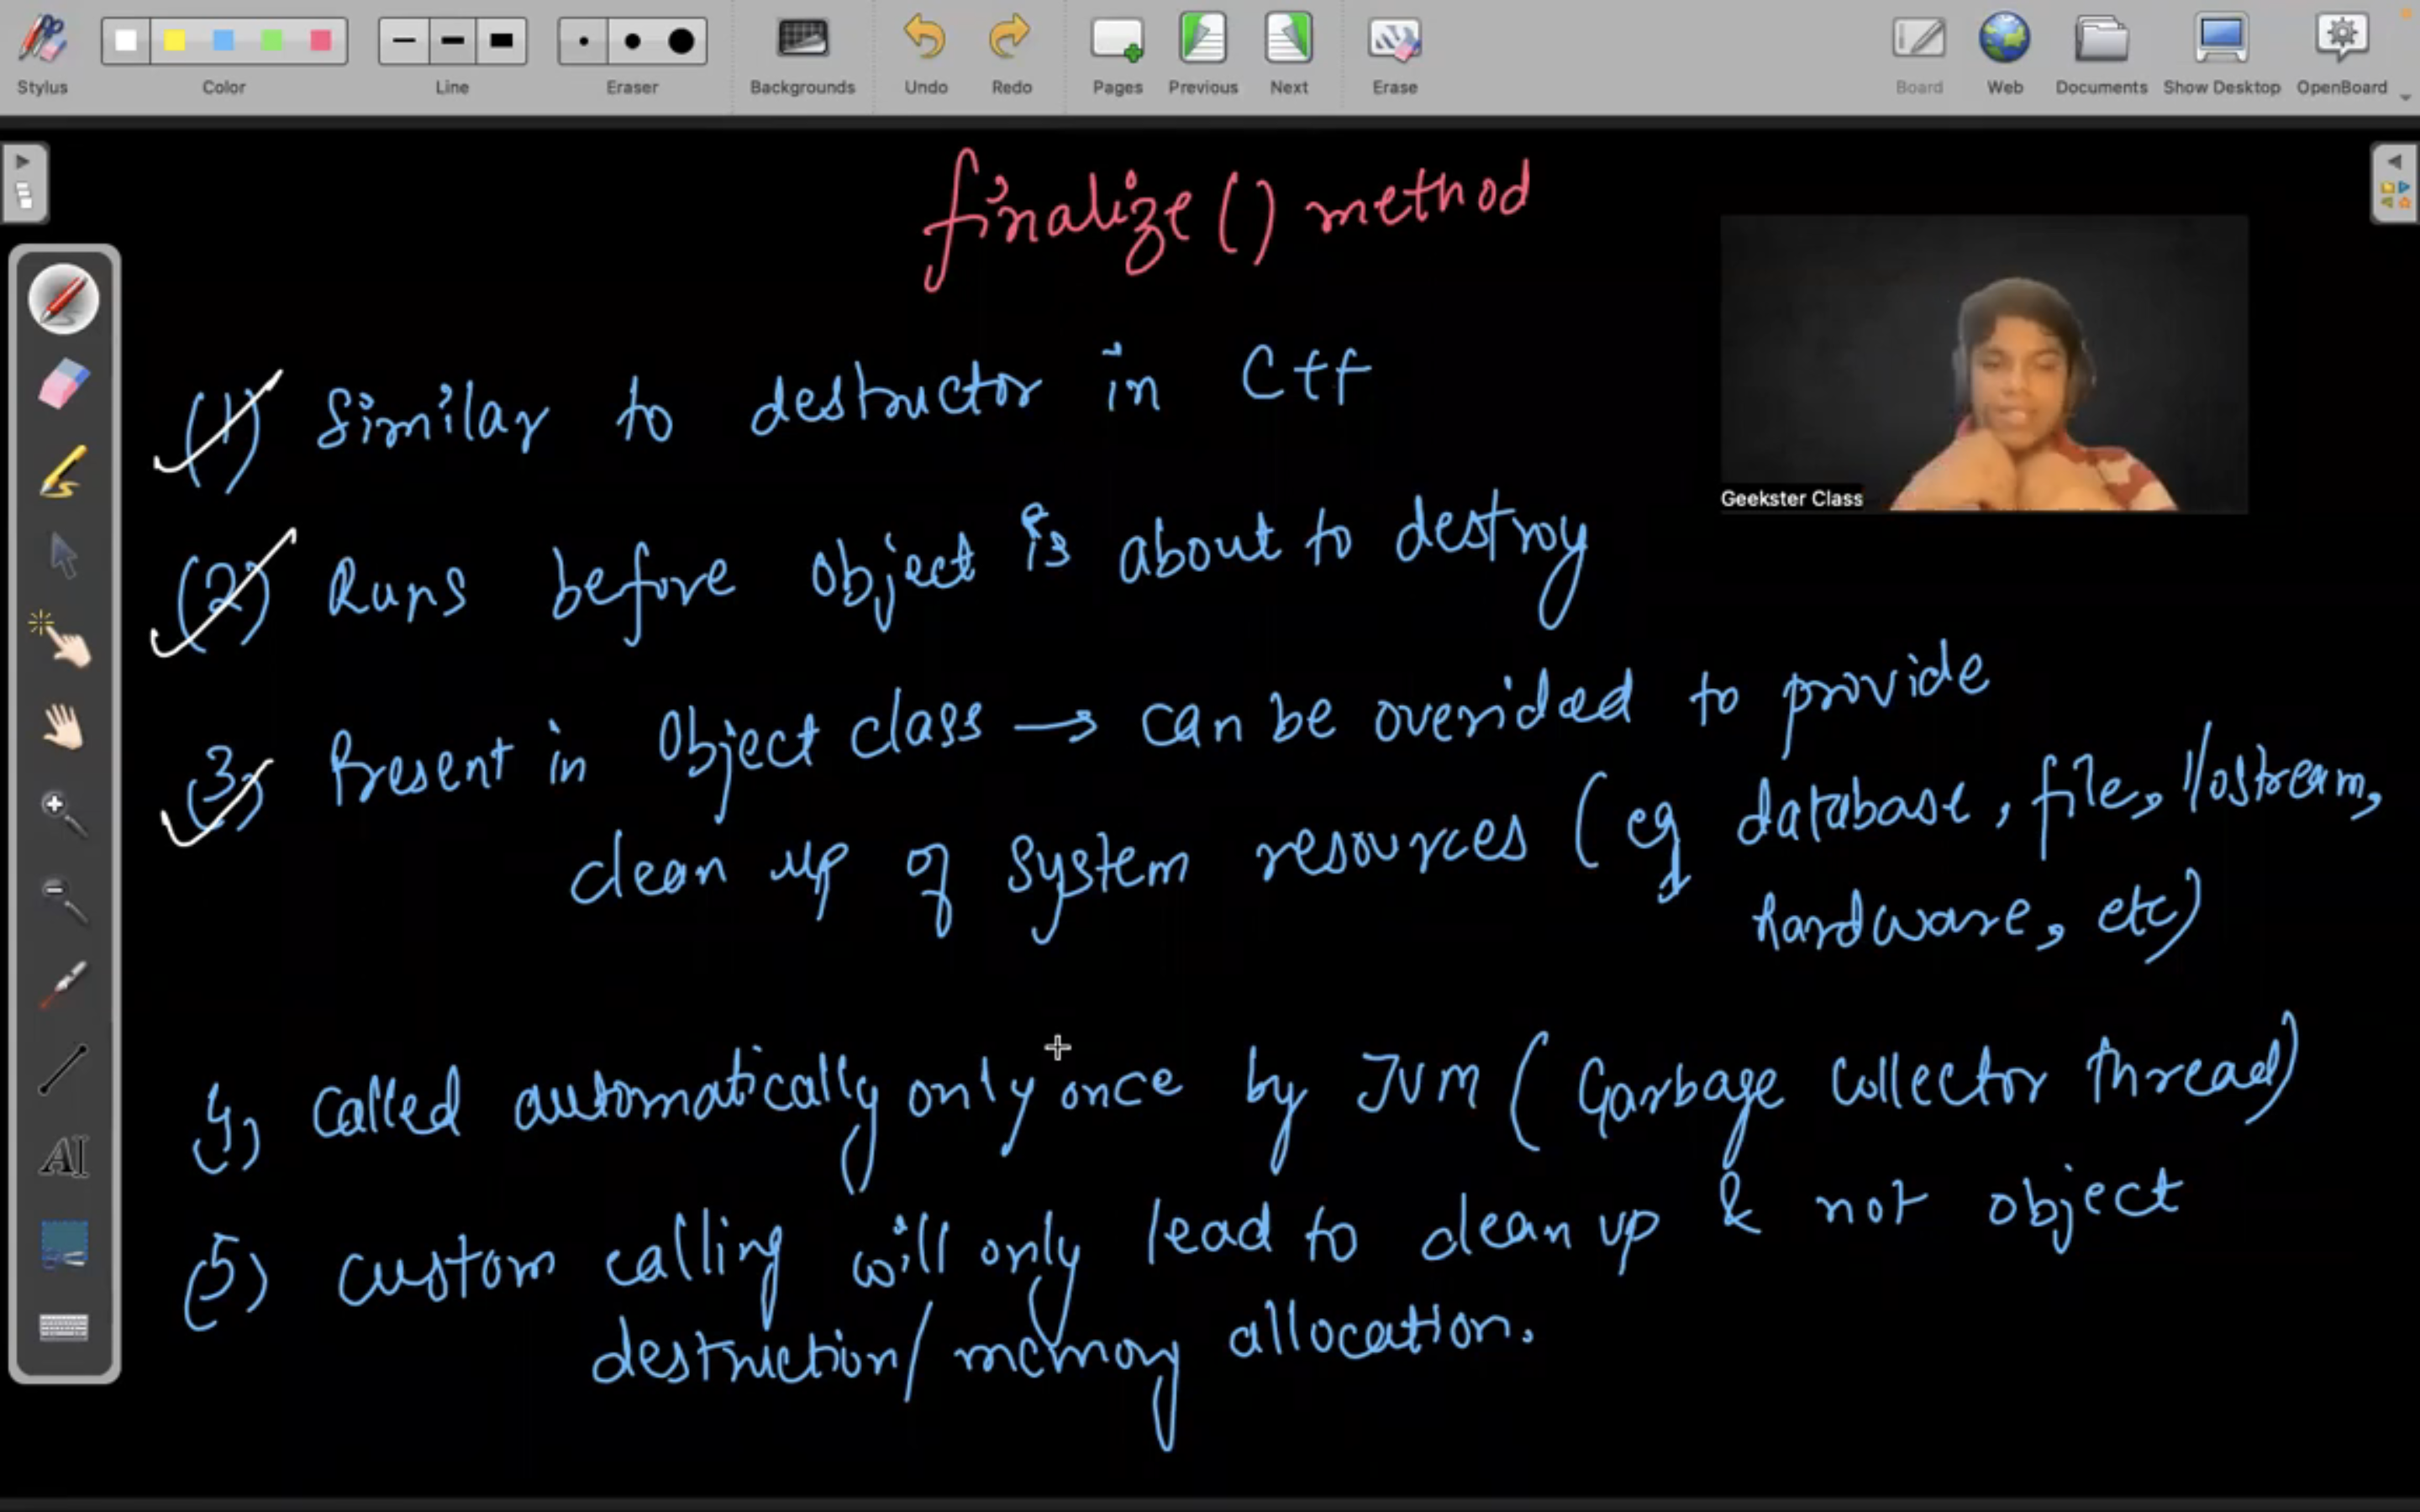 Stylus
Color
Line
Eraser
Backgrounds
Undo
Redo
Pages
Previous
Next
Erase
Board
Web
Documents
Show Desktop
OpenBoard
finalize() method
Geekster Class
(1) Similar to destructor in C++
(2) Runs before object is about to destroy
(3) Present in Object class → can be overided to provide
clean up of system resources (eg database, file, I/o stream,
hardware, etc)
4) Called automatically only once by JVM (Garbage Collector thread)
(5) custom calling will only lead to clean up & not object
destruction/memory allocation.
AI